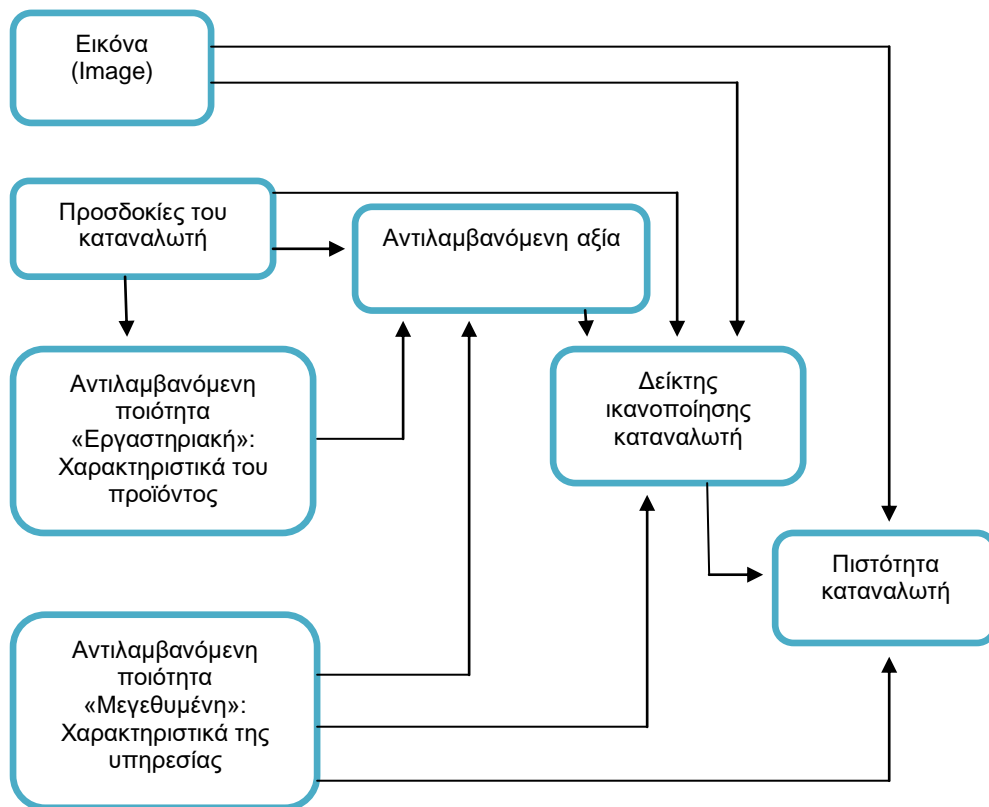 Εικόνα
(Image)
Προσδοκίες του
καταναλωτή
Αντιλαμβανόμενη αξία
Αντιλαμβανόμενη
ποιότητα
«Εργαστηριακή»:
Χαρακτηριστικά του
προϊόντος
Δείκτης
ικανοποίησης
καταναλωτή
Πιστότητα
καταναλωτή
Αντιλαμβανόμενη
ποιότητα
«Μεγεθυμένη»:
Χαρακτηριστικά της
υπηρεσίας